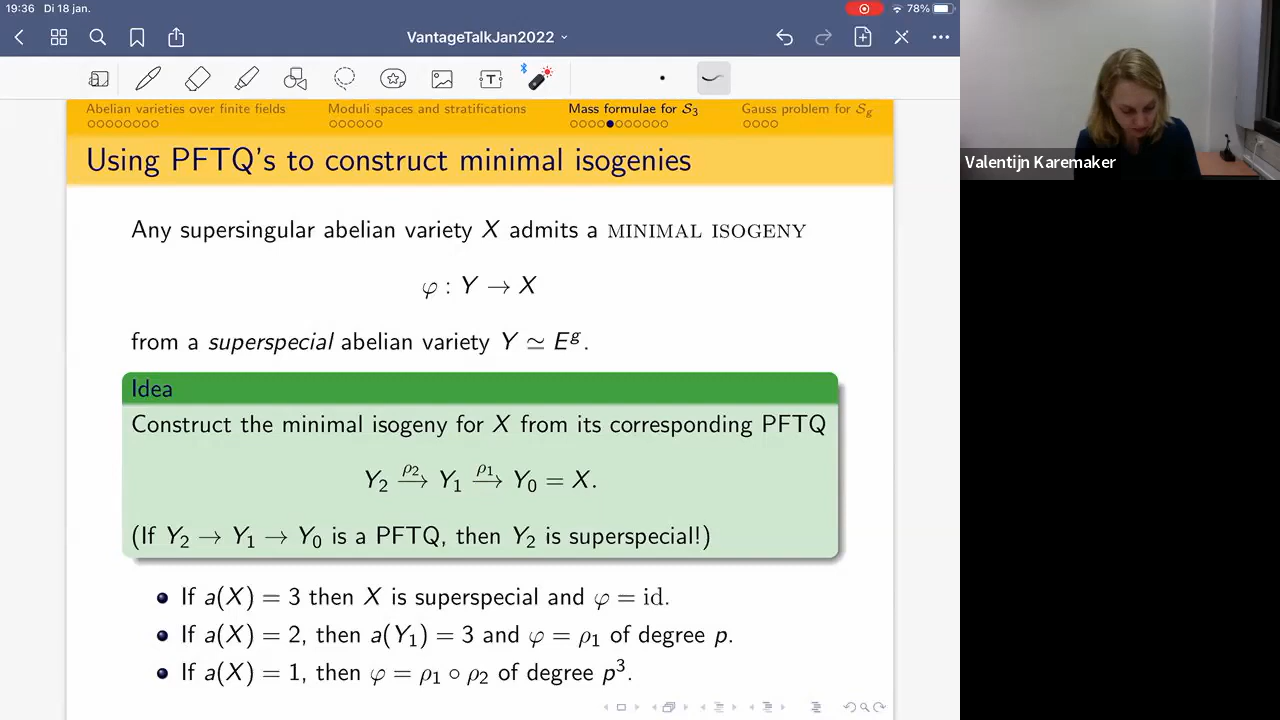 19:36 Di 18 jan.
78%
VantageTalkJan2022
Abelian varieties over finite fields
Moduli spaces and stratifications
Mass formulae for 𝒮₃
Gauss problem for 𝒮_g
Using PFTQ's to construct minimal isogenies
Any supersingular abelian variety X admits a MINIMAL ISOGENY
φ : Y → X
from a superspecial abelian variety Y ≃ E^g.
Idea
Construct the minimal isogeny for X from its corresponding PFTQ
Y₂ →^{ρ₂} Y₁ →^{ρ₁} Y₀ = X.
(If Y₂ → Y₁ → Y₀ is a PFTQ, then Y₂ is superspecial!)
If a(X) = 3 then X is superspecial and φ = id.
If a(X) = 2, then a(Y₁) = 3 and φ = ρ₁ of degree p.
If a(X) = 1, then φ = ρ₁ ∘ ρ₂ of degree p³.
Valentijn Karemaker